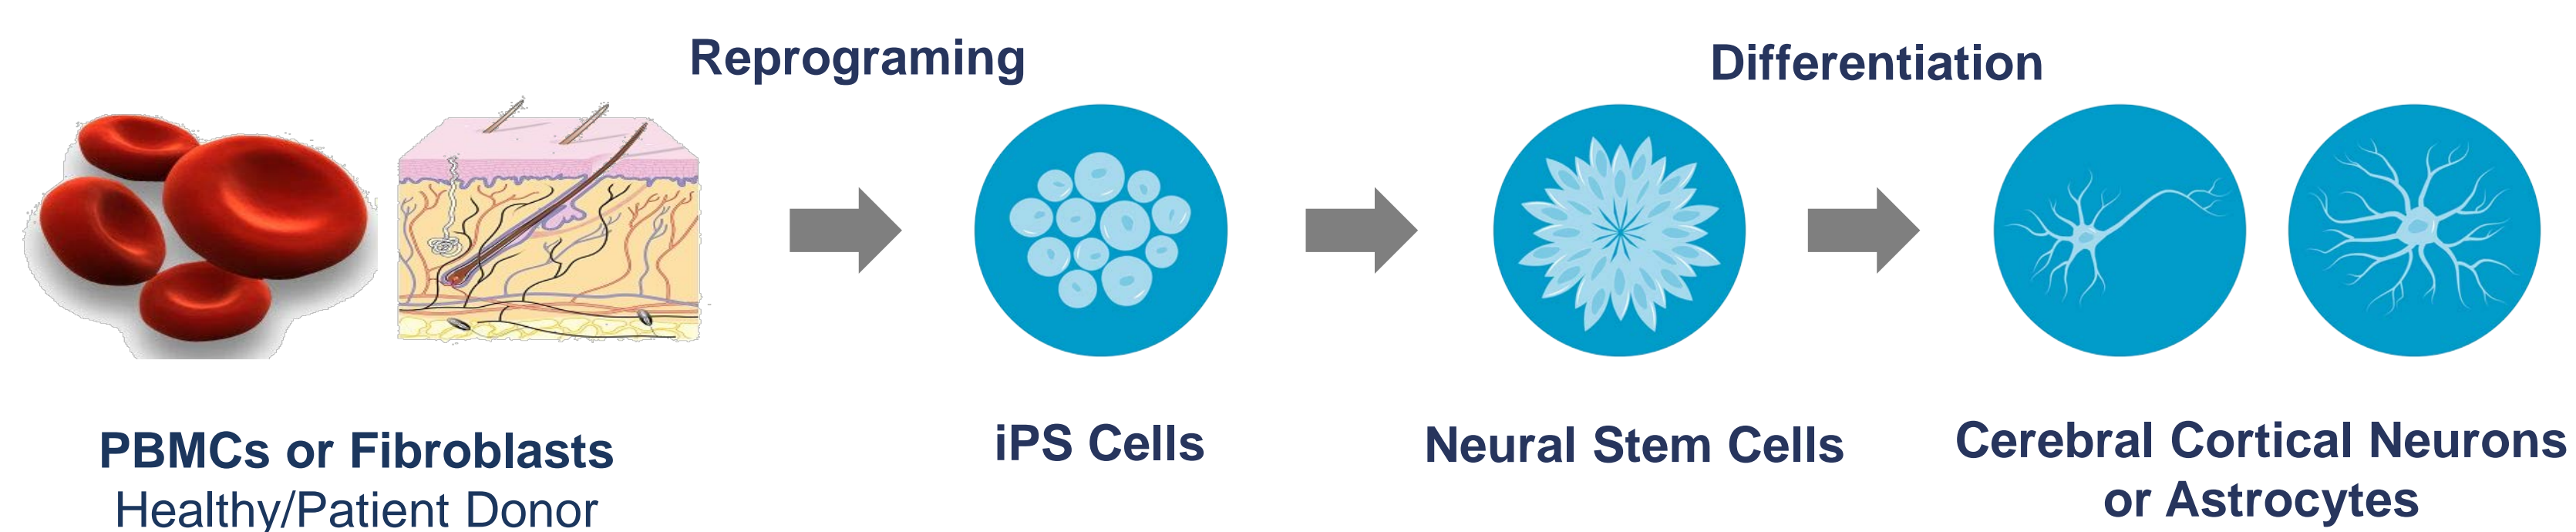 Reprograming
Differentiation
PBMCs or Fibroblasts
Healthy/Patient Donor
iPS Cells
Neural Stem Cells
Cerebral Cortical Neurons
or Astrocytes